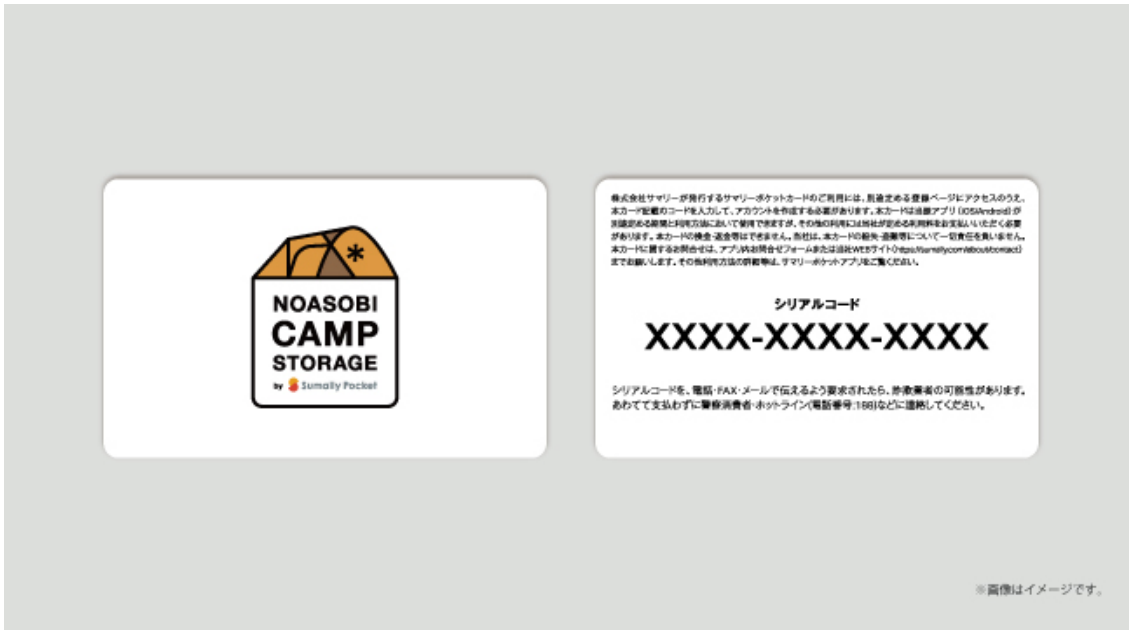 NOASOBI
CAMP
STORAGE
by Sumally Pocket
株式会社サマリーが発行するサマリーポケットカードのご利用には、別途定める登録ページにアクセスのうえ、
本カード記載のコードを入力して、アカウントを作成する必要があります。本カードは当該アプリ(iOS/Android)が
別途定める範囲と利用方法において使用できますが、その他の利用には当社が定める利用料をお支払いいただく必要
があります。本カードの換金・返金等はできません。当社は、本カードの紛失・盗難等について一切責任を負いません。
本カードに関するお問合せは、アプリ内お問合せフォームまたは当社WEBサイト(https://sumally.com/about/contact)
までお願いします。その他利用方法の詳細等は、サマリーポケットアプリをご覧ください。
シリアルコード
XXXX-XXXX-XXXX
シリアルコードを、電話・FAX・メールで伝えるよう要求されたら、詐欺業者の可能性があります。
あわてて支払わずに警察消費者・ホットライン(電話番号:188)などに連絡してください。
※画像はイメージです。